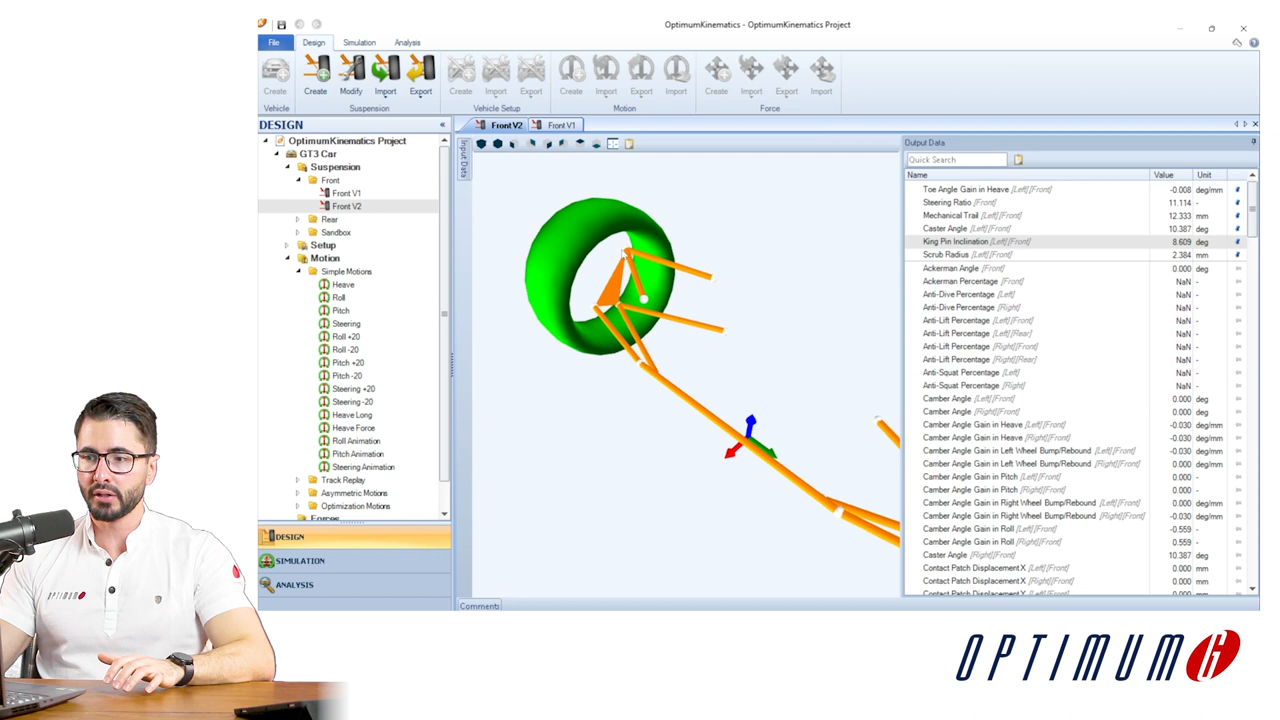 OptimumKinematics - OptimumKinematics Project
File Design Simulation Analysis
Create Create Modify Import Export Create Import Export Create Import Export Import Create Import Export Import
Vehicle Suspension Vehicle Setup Motion Force
DESIGN
OptimumKinematics Project
GT3 Car
Suspension
Front
Front V1
Front V2
Rear
Sandbox
Setup
Motion
Simple Motions
Heave
Roll
Pitch
Steering
Roll +20
Roll -20
Pitch +20
Pitch -20
Steering +20
Steering -20
Heave Long
Heave Force
Roll Animation
Pitch Animation
Steering Animation
Track Replay
Asymmetric Motions
Optimization Motions
Forces
DESIGN
SIMULATION
ANALYSIS
Front V2 Front V1
Input Data
Comments
Output Data
Quick Search
Name Value Unit
Toe Angle Gain in Heave [Left][Front] -0.008 deg/mm
Steering Ratio [Front] 11.114 -
Mechanical Trail [Left][Front] 12.333 mm
Caster Angle [Left][Front] 10.387 deg
King Pin Inclination [Left][Front] 8.609 deg
Scrub Radius [Left][Front] 2.384 mm
Ackerman Angle [Front] 0.000 deg
Ackerman Percentage [Front] NaN -
Anti-Dive Percentage [Left] NaN -
Anti-Dive Percentage [Right] NaN -
Anti-Lift Percentage [Left][Front] NaN -
Anti-Lift Percentage [Left][Rear] NaN -
Anti-Lift Percentage [Right][Front] NaN -
Anti-Lift Percentage [Right][Rear] NaN -
Anti-Squat Percentage [Left] NaN -
Anti-Squat Percentage [Right] NaN -
Camber Angle [Left][Front] 0.000 deg
Camber Angle [Right][Front] 0.000 deg
Camber Angle Gain in Heave [Left][Front] -0.030 deg/mm
Camber Angle Gain in Heave [Right][Front] -0.030 deg/mm
Camber Angle Gain in Left Wheel Bump/Rebound [Left][Front] -0.030 deg/mm
Camber Angle Gain in Left Wheel Bump/Rebound [Right][Front] 0.000 deg/mm
Camber Angle Gain in Pitch [Left][Front] 0.000 -
Camber Angle Gain in Pitch [Right][Front] 0.000 -
Camber Angle Gain in Right Wheel Bump/Rebound [Left][Front] 0.000 deg/mm
Camber Angle Gain in Right Wheel Bump/Rebound [Right][Front] -0.030 deg/mm
Camber Angle Gain in Roll [Left][Front] -0.559 -
Camber Angle Gain in Roll [Right][Front] 0.559 -
Caster Angle [Right][Front] 10.387 deg
Contact Patch Displacement X [Left][Front] 0.000 mm
Contact Patch Displacement X [Right][Front] 0.000 mm
Contact Patch Displacement Y [Left][Front] 0.000 mm
OPTIMUM G
OPTIMUM